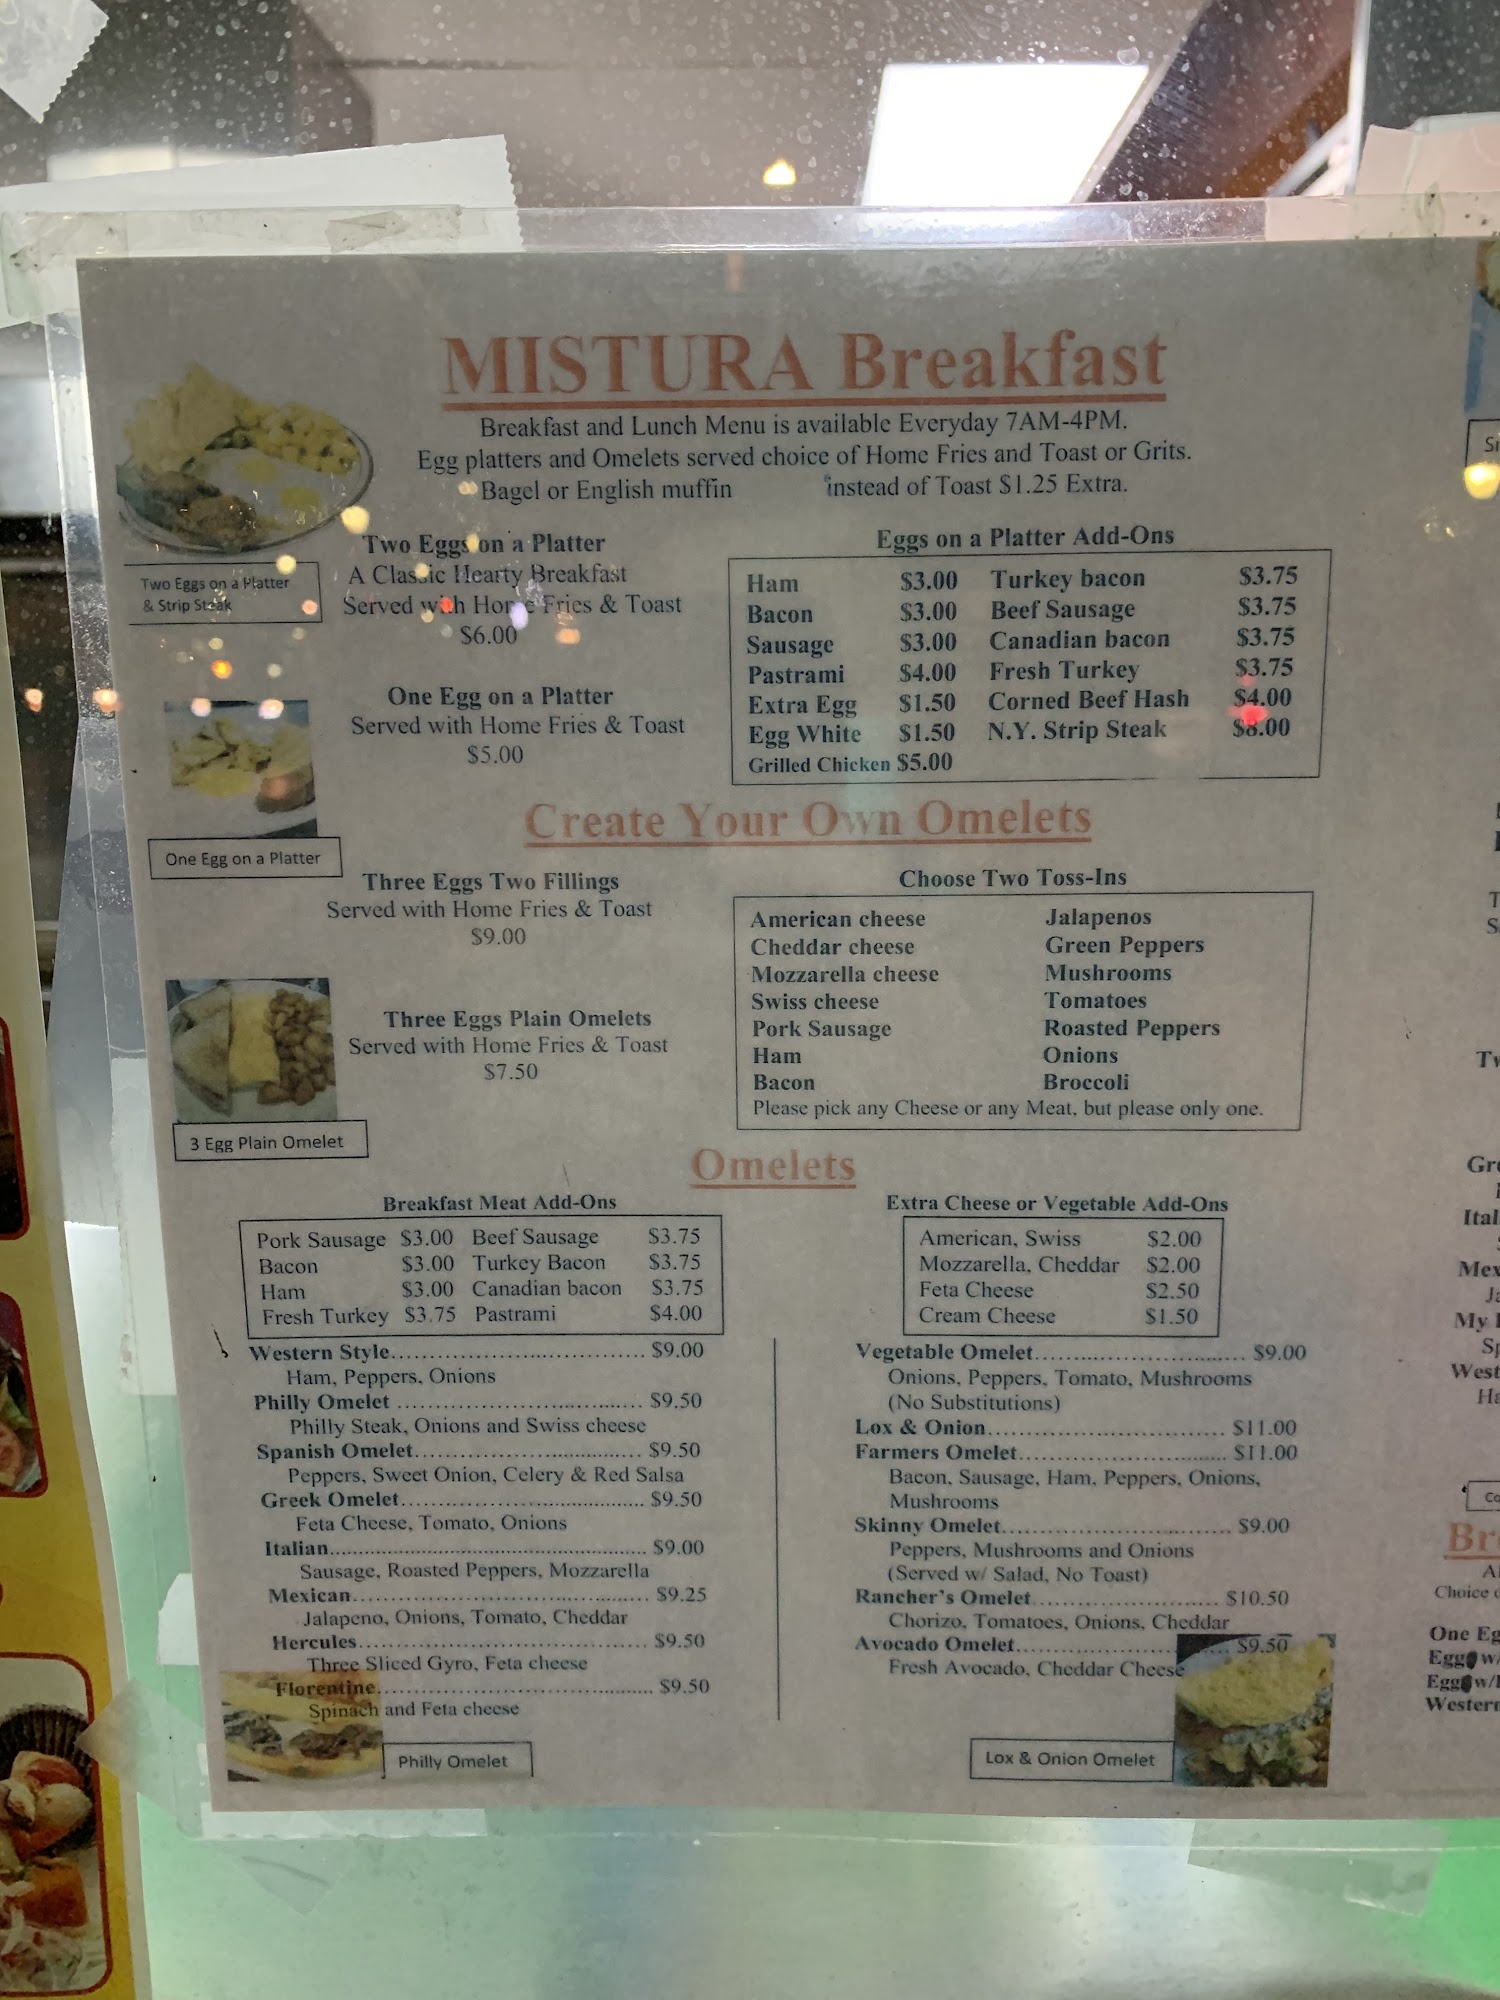 MISTURA Breakfast
Breakfast and Lunch Menu is available Everyday 7AM-4PM.
Egg platters and Omelets served choice of Home Fries and Toast or Grits.
Bagel or English muffin instead of Toast $1.25 Extra.
Two Eggs on a Platter
& Strip Steak
Two Eggs on a Platter
A Classic Hearty Breakfast
Served with Home Fries & Toast
$6.00
One Egg on a Platter
Served with Home Fries & Toast
$5.00
One Egg on a Platter
Eggs on a Platter Add-Ons
Ham $3.00 Turkey bacon $3.75
Bacon $3.00 Beef Sausage $3.75
Sausage $3.00 Canadian bacon $3.75
Pastrami $4.00 Fresh Turkey $3.75
Extra Egg $1.50 Corned Beef Hash $4.00
Egg White $1.50 N.Y. Strip Steak $8.00
Grilled Chicken $5.00
Create Your Own Omelets
Three Eggs Two Fillings
Served with Home Fries & Toast
$9.00
Three Eggs Plain Omelets
Served with Home Fries & Toast
$7.50
3 Egg Plain Omelet
Choose Two Toss-Ins
American cheese Jalapenos
Cheddar cheese Green Peppers
Mozzarella cheese Mushrooms
Swiss cheese Tomatoes
Pork Sausage Roasted Peppers
Ham Onions
Bacon Broccoli
Please pick any Cheese or any Meat, but please only one.
Omelets
Breakfast Meat Add-Ons
Pork Sausage $3.00 Beef Sausage $3.75
Bacon $3.00 Turkey Bacon $3.75
Ham $3.00 Canadian bacon $3.75
Fresh Turkey $3.75 Pastrami $4.00
Extra Cheese or Vegetable Add-Ons
American, Swiss $2.00
Mozzarella, Cheddar $2.00
Feta Cheese $2.50
Cream Cheese $1.50
Western Style $9.00
Ham, Peppers, Onions
Philly Omelet $9.50
Philly Steak, Onions and Swiss cheese
Spanish Omelet $9.50
Peppers, Sweet Onion, Celery & Red Salsa
Greek Omelet $9.50
Feta Cheese, Tomato, Onions
Italian $9.00
Sausage, Roasted Peppers, Mozzarella
Mexican $9.25
Jalapeno, Onions, Tomato, Cheddar
Hercules $9.50
Three Sliced Gyro, Feta cheese
Florentine $9.50
Spinach and Feta cheese
Philly Omelet
Vegetable Omelet $9.00
Onions, Peppers, Tomato, Mushrooms
(No Substitutions)
Lox & Onion $11.00
Farmers Omelet $11.00
Bacon, Sausage, Ham, Peppers, Onions,
Mushrooms
Skinny Omelet $9.00
Peppers, Mushrooms and Onions
(Served w/ Salad, No Toast)
Rancher's Omelet $10.50
Chorizo, Tomatoes, Onions, Cheddar
Avocado Omelet $9.50
Fresh Avocado, Cheddar Cheese
Lox & Onion Omelet
My
Choice
One
Western